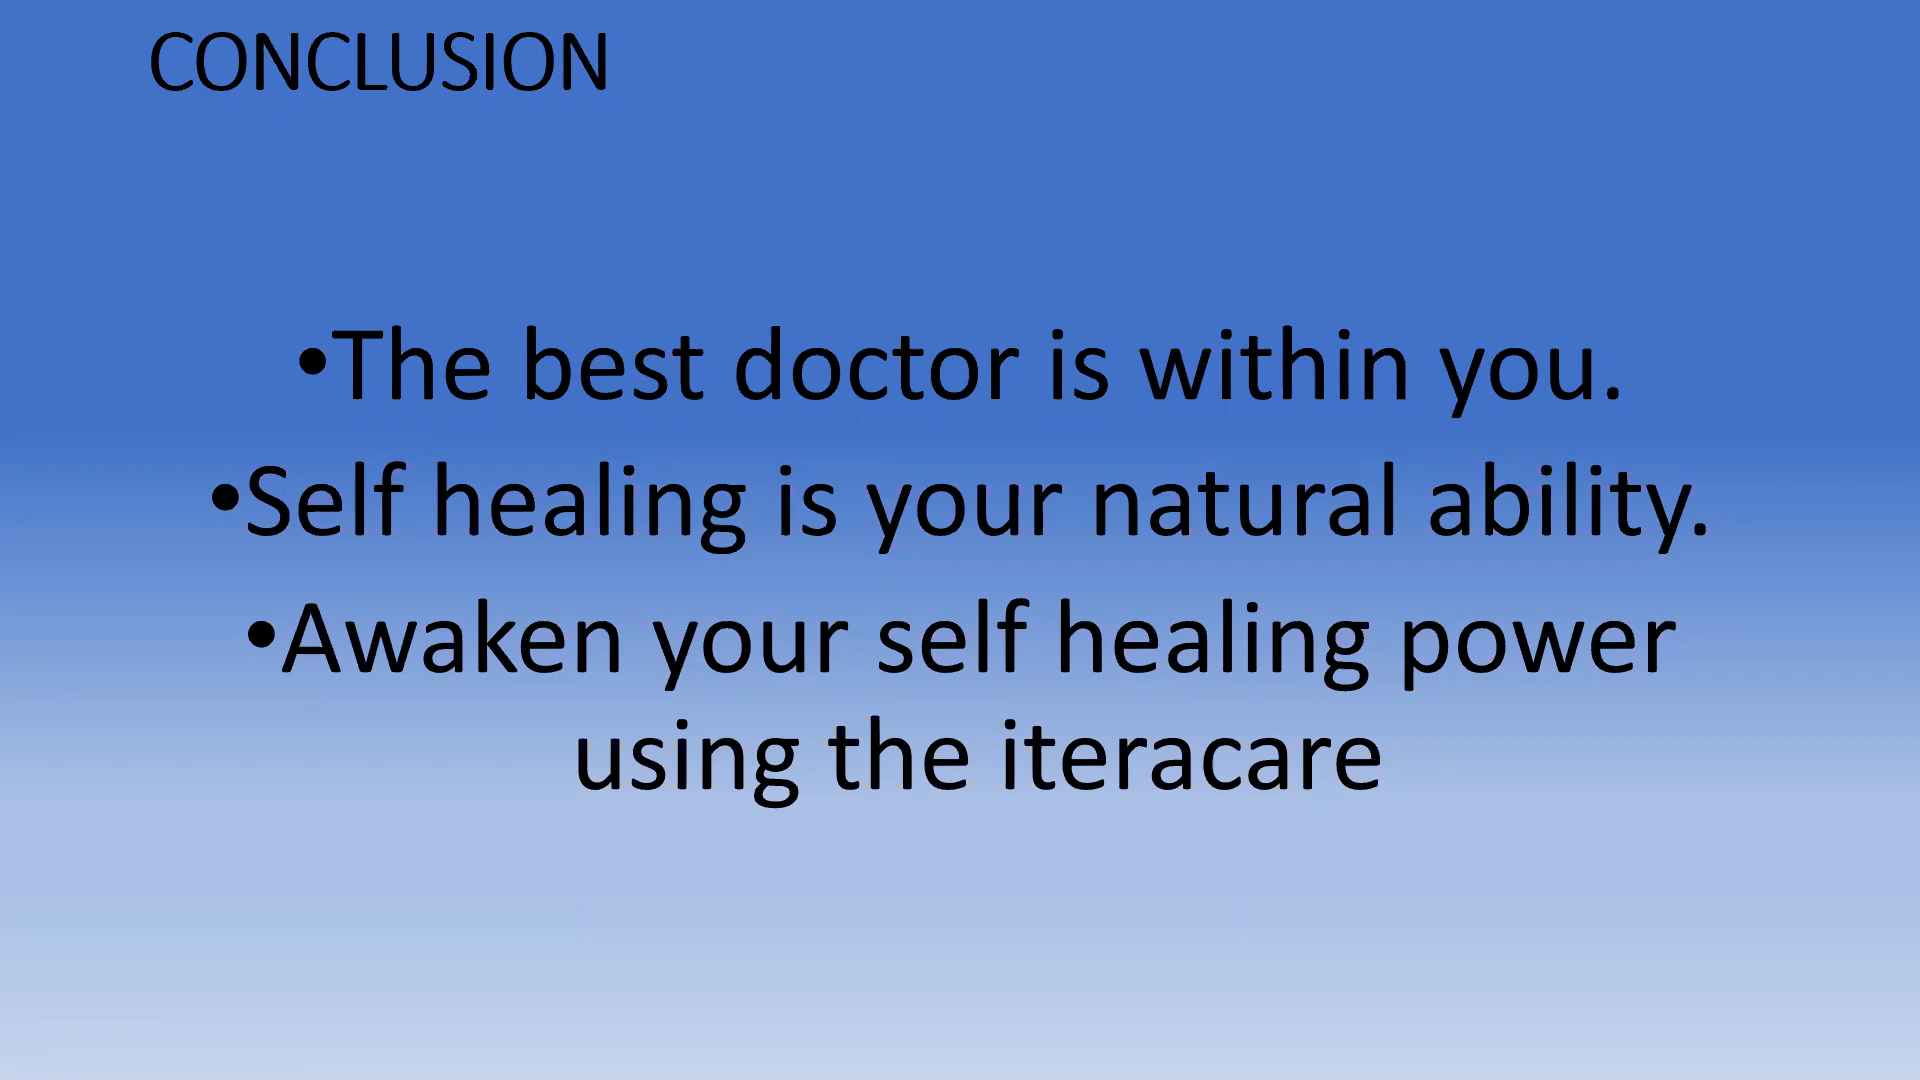 CONCLUSION
•The best doctor is within you.
•Self healing is your natural ability.
•Awaken your self healing power
using the iteracare